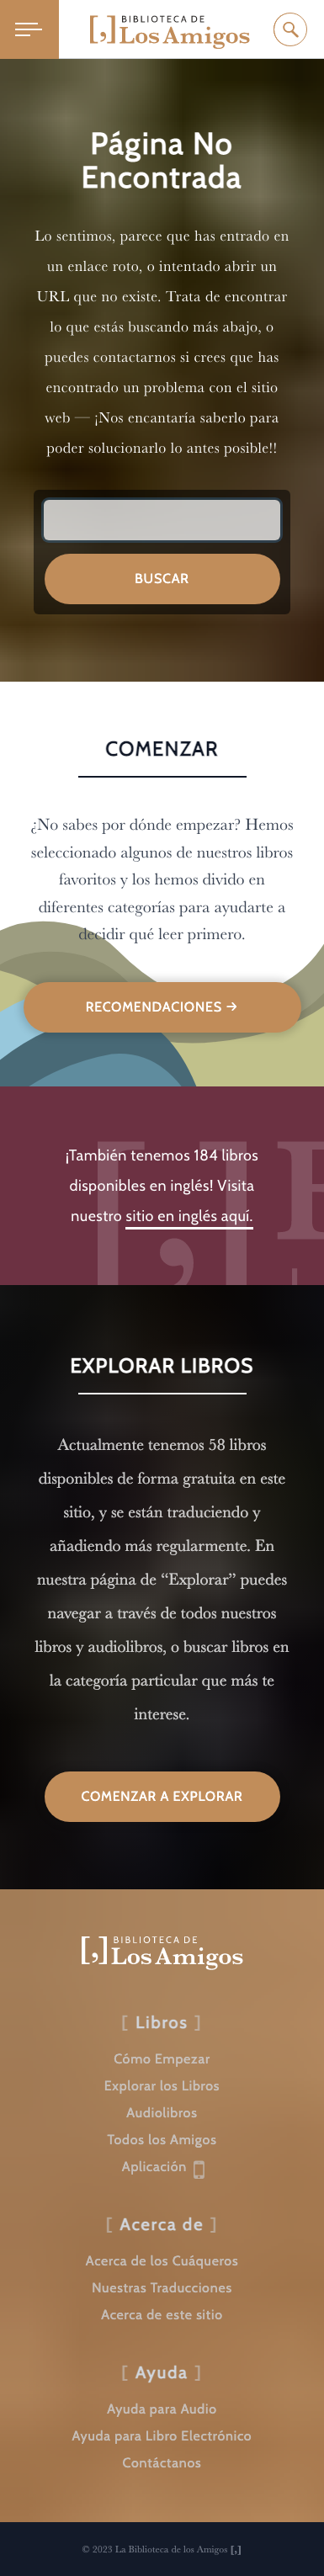 BIBLIOTECA DE
[,] Los Amigos
Página No
Encontrada
Lo sentimos, parece que has entrado en
un enlace roto, o intentado abrir un
URL que no existe. Trata de encontrar
lo que estás buscando más abajo, o
puedes contactarnos si crees que has
encontrado un problema con el sitio
web — ¡Nos encantaría saberlo para
poder solucionarlo lo antes posible!!
BUSCAR
COMENZAR
¿No sabes por dónde empezar? Hemos
seleccionado algunos de nuestros libros
favoritos y los hemos divido en
diferentes categorías para ayudarte a
decidir qué leer primero.
RECOMENDACIONES →
¡También tenemos 184 libros
disponibles en inglés! Visita
nuestro sitio en inglés aquí.
EXPLORAR LIBROS
Actualmente tenemos 58 libros
disponibles de forma gratuita en este
sitio, y se están traduciendo y
añadiendo más regularmente. En
nuestra página de “Explorar” puedes
navegar a través de todos nuestros
libros y audiolibros, o buscar libros en
la categoría particular que más te
interese.
COMENZAR A EXPLORAR
BIBLIOTECA DE
[,] Los Amigos
[ Libros ]
Cómo Empezar
Explorar los Libros
Audiolibros
Todos los Amigos
Aplicación
[ Acerca de ]
Acerca de los Cuáqueros
Nuestras Traducciones
Acerca de este sitio
[ Ayuda ]
Ayuda para Audio
Ayuda para Libro Electrónico
Contáctanos
© 2023 La Biblioteca de los Amigos [,]